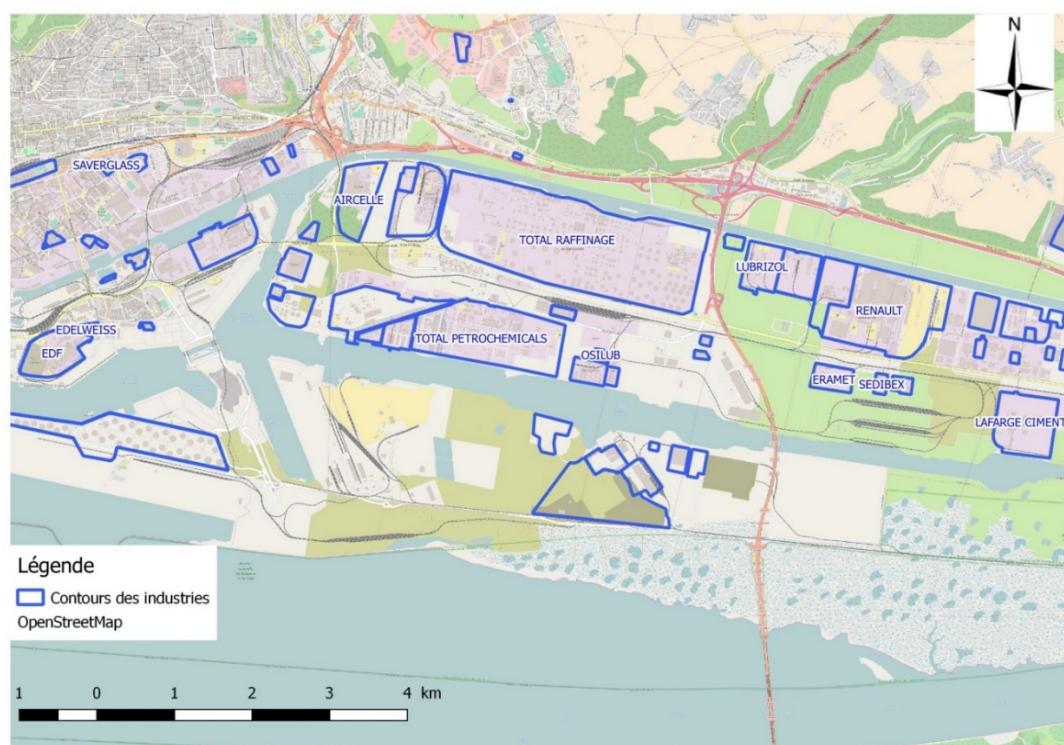 N
SAVERGLASS
AIRCELLE
TOTAL RAFFINAGE
LUBRIZOL
RENAULT
EDELWEISS
EDF
TOTAL PETROCHEMICALS
OSILUB
ERAMET
SEDIBEX
LAFARGE CIMENT
Légende
Contours des industries
OpenStreetMap
1 0 1 2 3 4 km